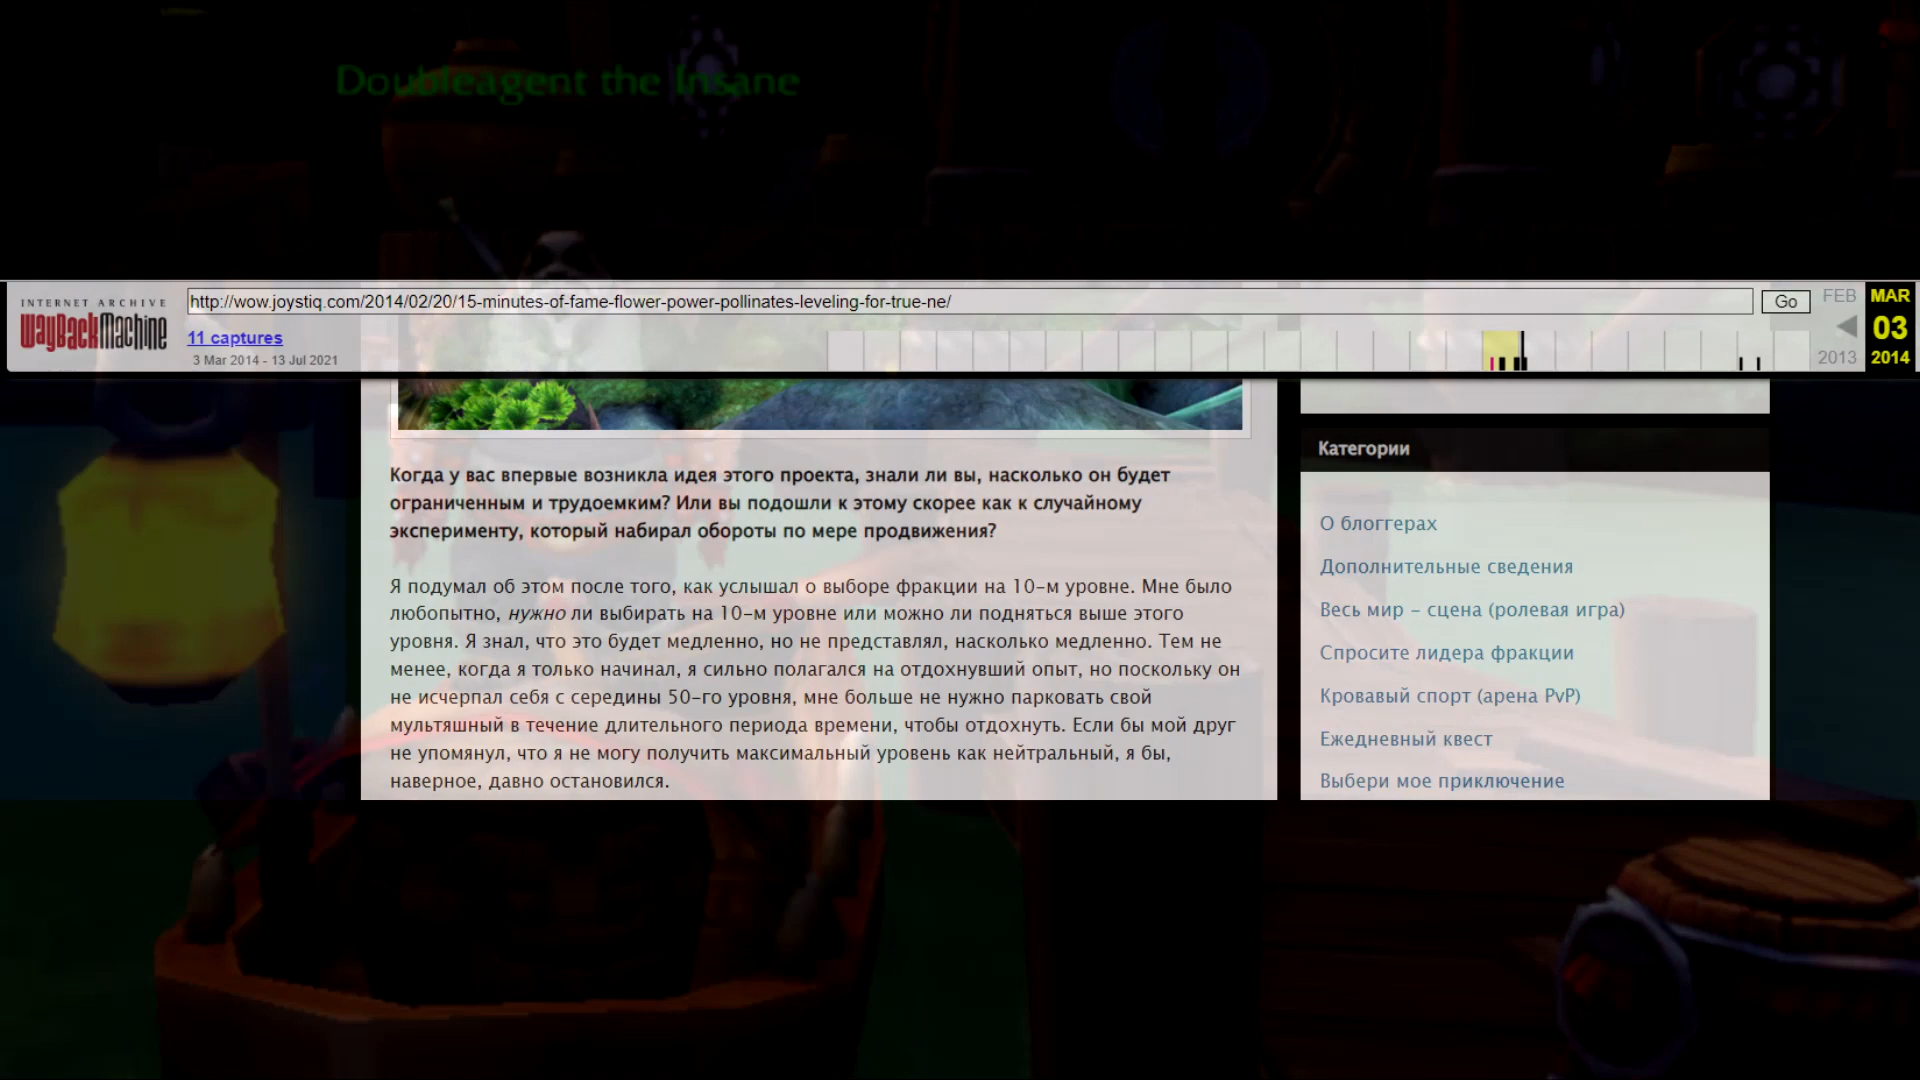 Doubleagent the Insane
INTERNET ARCHIVE
WayBackMachine
http://wow.joystiq.com/2014/02/20/15-minutes-of-fame-flower-power-pollinates-leveling-for-true-ne/
Go
FEB
MAR
11 captures
03
3 Mar 2014 - 13 Jul 2021
2013
2014
Когда у вас впервые возникла идея этого проекта, знали ли вы, насколько он будет
ограниченным и трудоемким? Или вы подошли к этому скорее как к случайному
эксперименту, который набирал обороты по мере продвижения?
Я подумал об этом после того, как услышал о выборе фракции на 10-м уровне. Мне было
любопытно, нужно ли выбирать на 10-м уровне или можно ли подняться выше этого
уровня. Я знал, что это будет медленно, но не представлял, насколько медленно. Тем не
менее, когда я только начинал, я сильно полагался на отдохнувший опыт, но поскольку он
не исчерпал себя с середины 50-го уровня, мне больше не нужно парковать свой
мультяшный в течение длительного периода времени, чтобы отдохнуть. Если бы мой друг
не упомянул, что я не могу получить максимальный уровень как нейтральный, я бы,
наверное, давно остановился.
Категории
О блоггерах
Дополнительные сведения
Весь мир – сцена (ролевая игра)
Спросите лидера фракции
Кровавый спорт (арена PvP)
Ежедневный квест
Выбери мое приключение